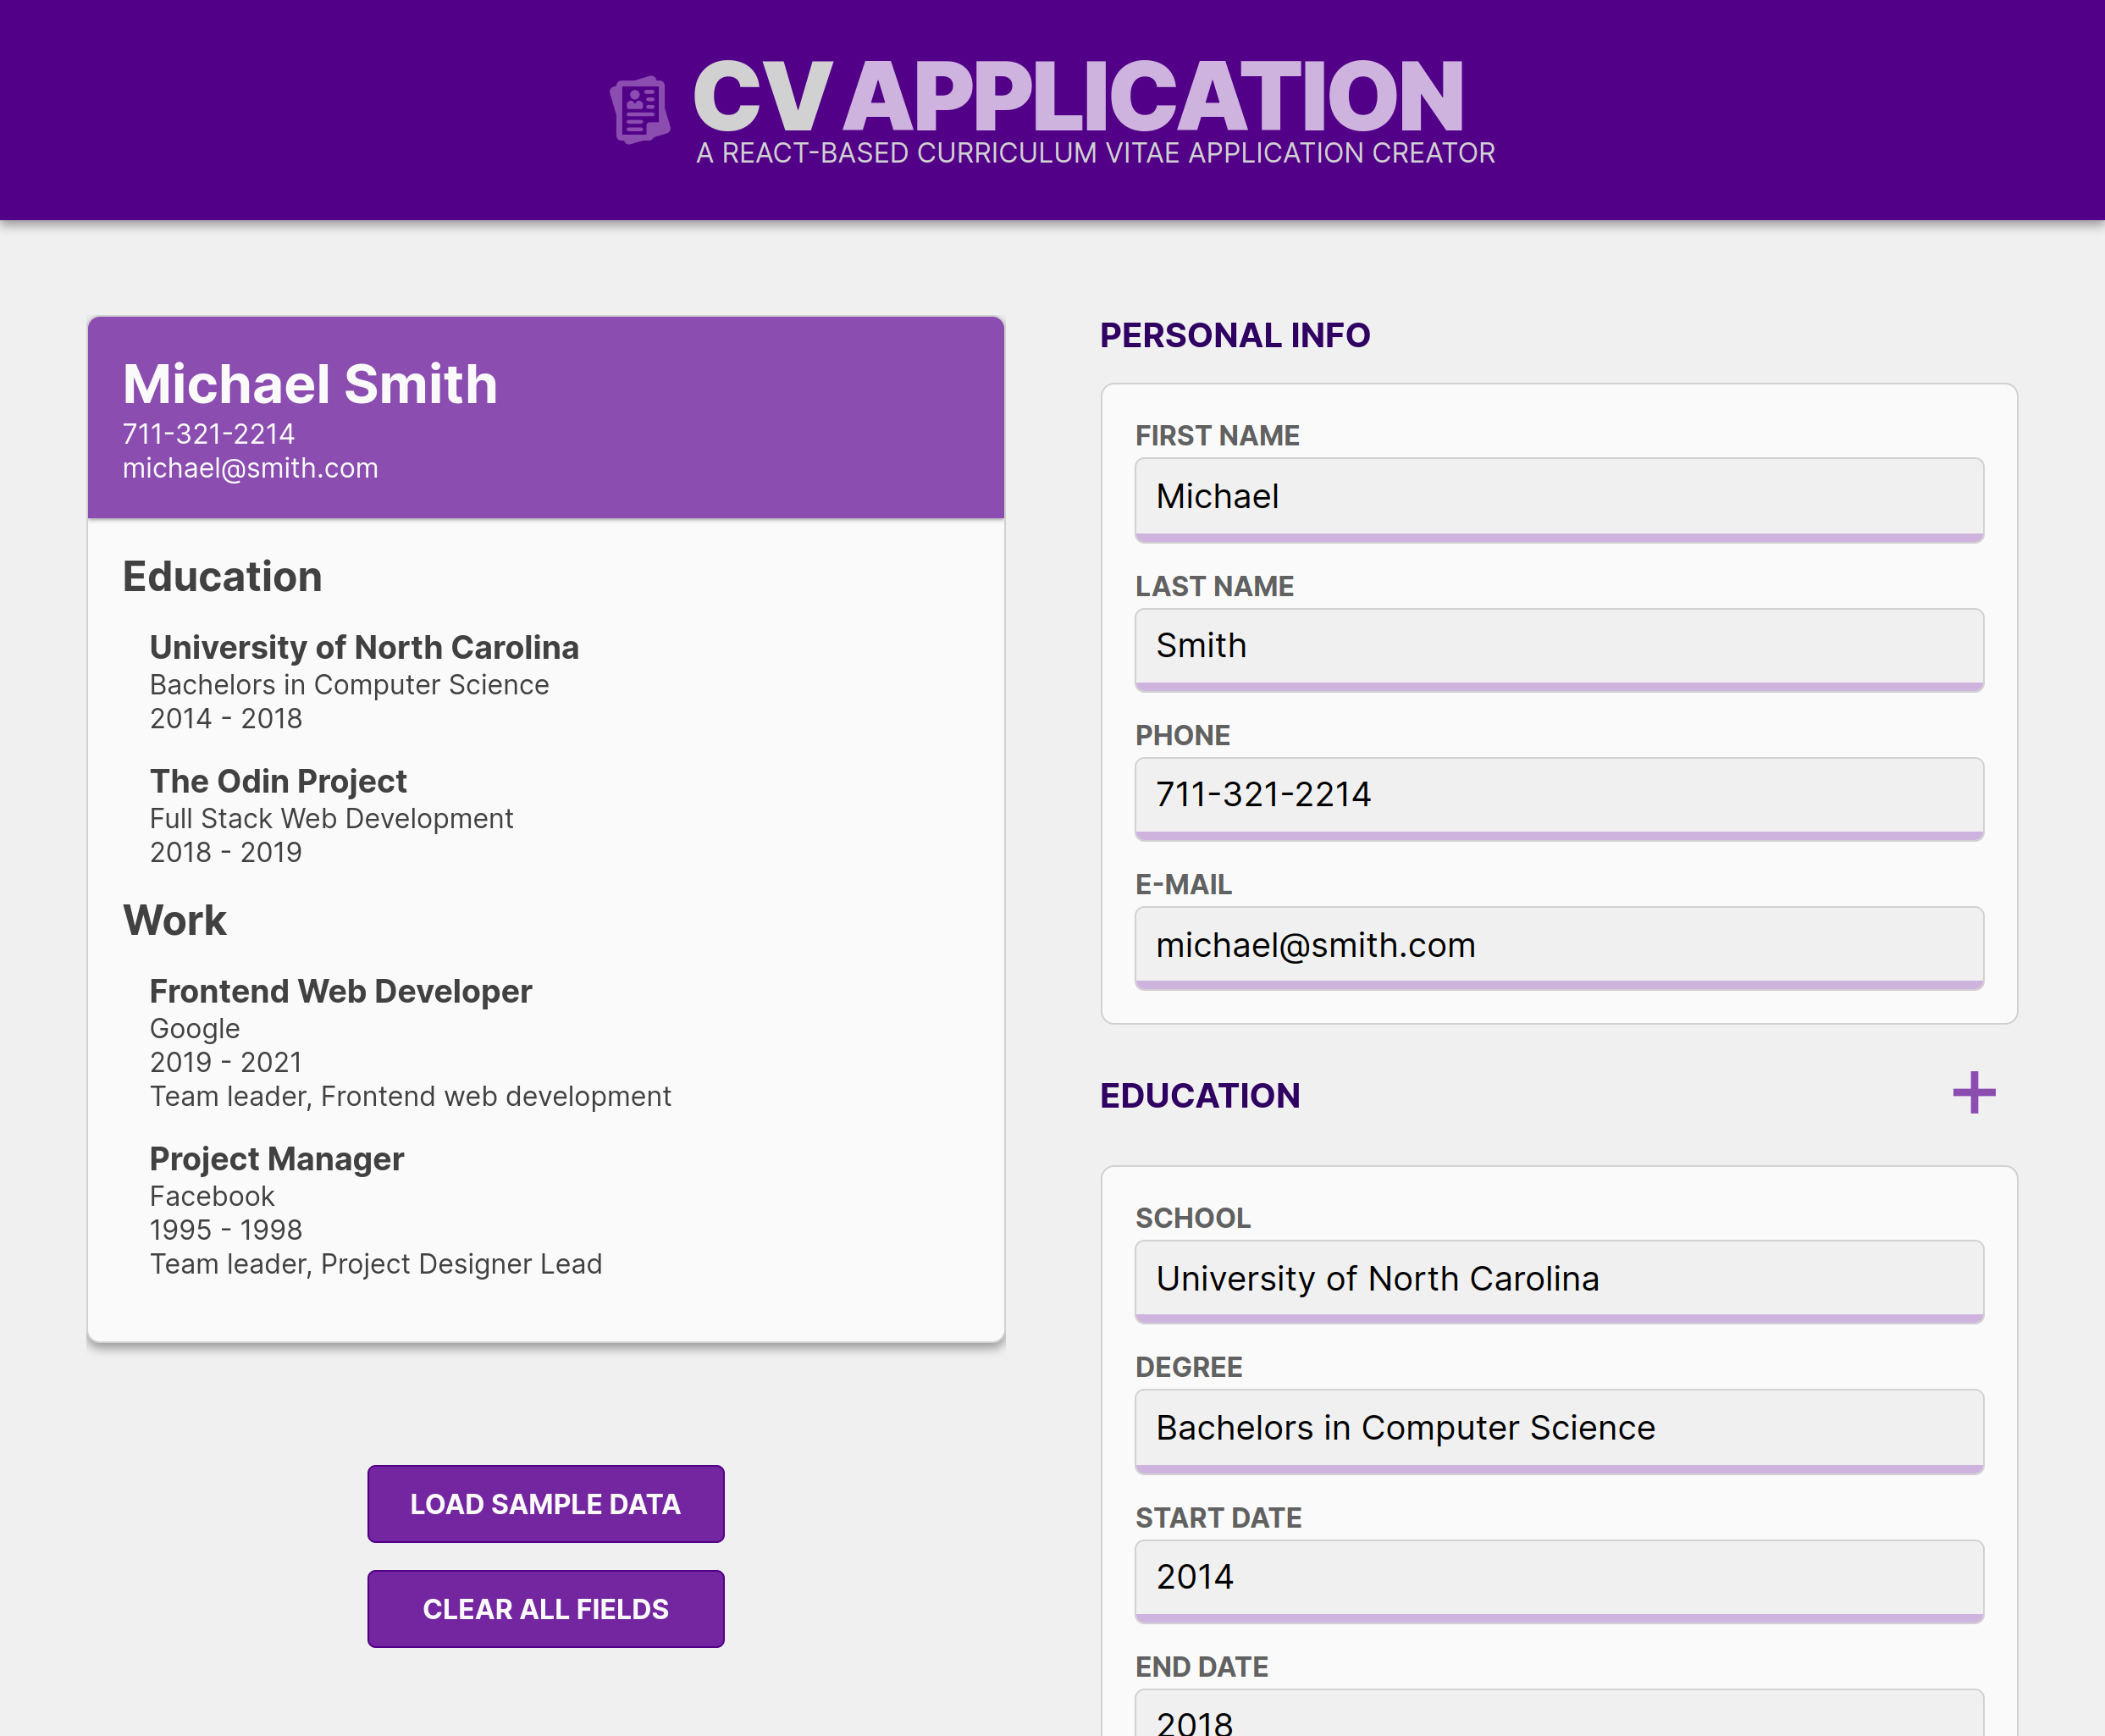 CV APPLICATION
A REACT-BASED CURRICULUM VITAE APPLICATION CREATOR
Michael Smith
711-321-2214
michael@smith.com
Education
University of North Carolina
Bachelors in Computer Science
2014 - 2018
The Odin Project
Full Stack Web Development
2018 - 2019
Work
Frontend Web Developer
Google
2019 - 2021
Team leader, Frontend web development
Project Manager
Facebook
1995 - 1998
Team leader, Project Designer Lead
LOAD SAMPLE DATA
CLEAR ALL FIELDS
PERSONAL INFO
FIRST NAME
Michael
LAST NAME
Smith
PHONE
711-321-2214
E-MAIL
michael@smith.com
EDUCATION
SCHOOL
University of North Carolina
DEGREE
Bachelors in Computer Science
START DATE
2014
END DATE
2018